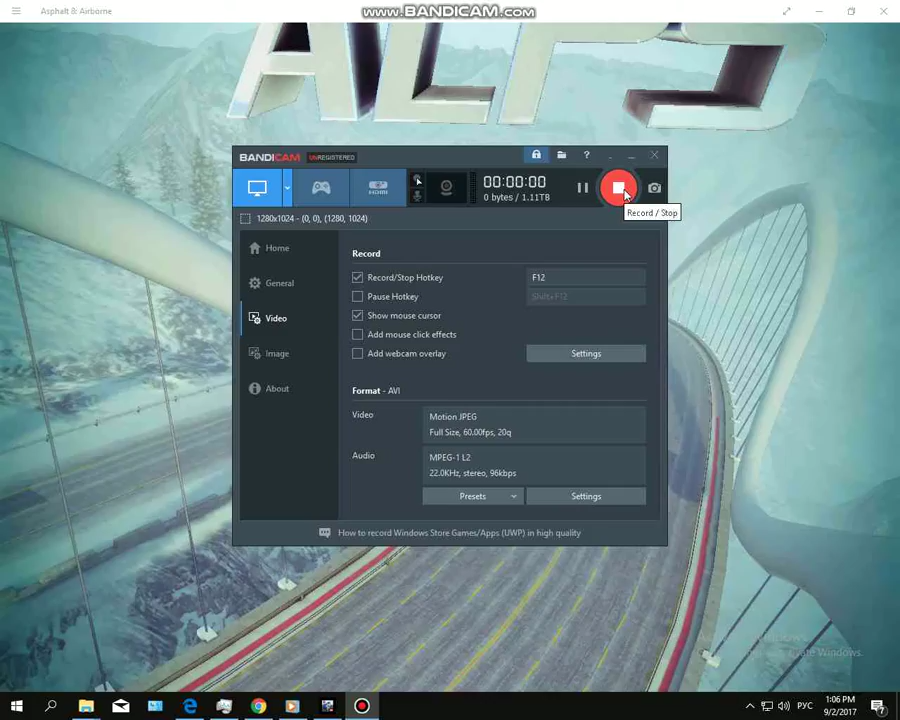 Asphalt 8: Airborne
www.BANDICAM.com
ALPS
BANDICAM UNREGISTERED
HDMI
00:00:00
0 bytes / 1.11TB
Record / Stop
1280x1024 - (0, 0), (1280, 1024)
Home
General
Video
Image
About
Record
Record/Stop Hotkey F12
Pause Hotkey Shift+F12
Show mouse cursor
Add mouse click effects
Add webcam overlay Settings
Format - AVI
Video Motion JPEG
Full Size, 60.00fps, 20q
Audio MPEG-1 L2
22.0KHz, stereo, 96kbps
Presets Settings
How to record Windows Store Games/Apps (UWP) in high quality
Windows.
РУС
1:06 PM
9/2/2017